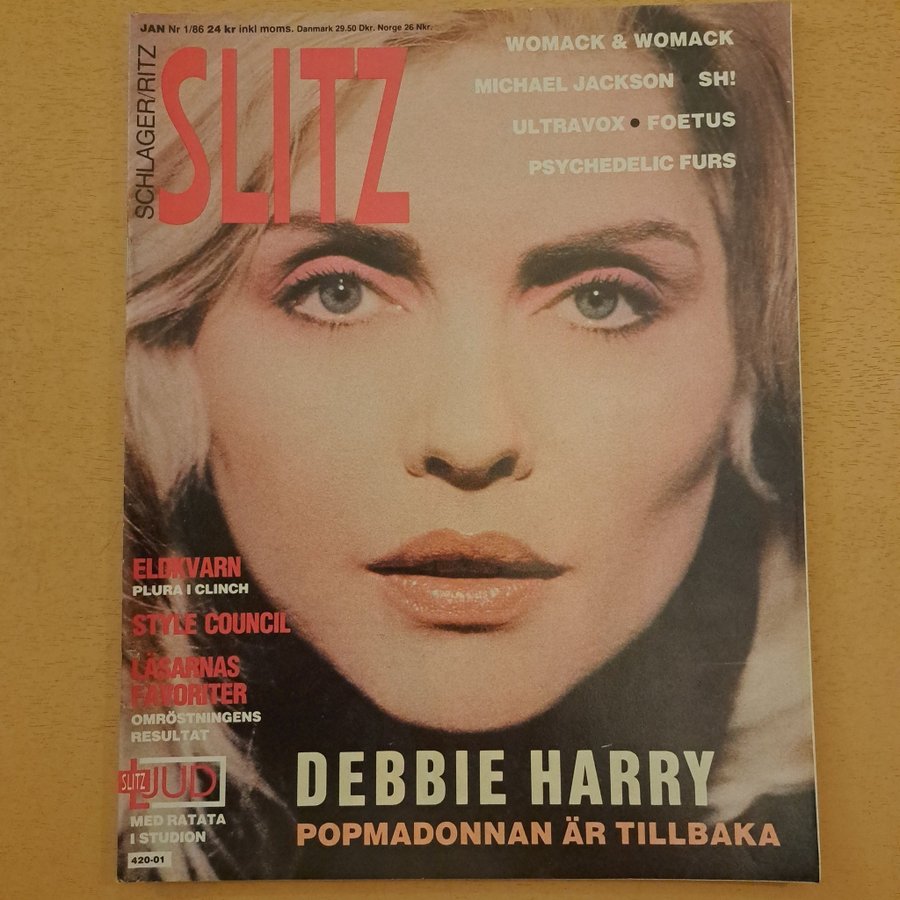 JAN Nr 1/86 24 kr inkl moms. Danmark 29.50 Dkr. Norge 26 Nkr.
SCHLAGER/RITZ
SLITZ
WOMACK & WOMACK
MICHAEL JACKSON SH!
ULTRAVOX • FOETUS
PSYCHEDELIC FURS
ELDKVARN
PLURA I CLINCH
STYLE COUNCIL
LÄSARNAS
FAVORITER
OMRÖSTNINGENS
RESULTAT
SLITZ
LJUD
MED RATATA
I STUDION
420-01
DEBBIE HARRY
POPMADONNAN ÄR TILLBAKA